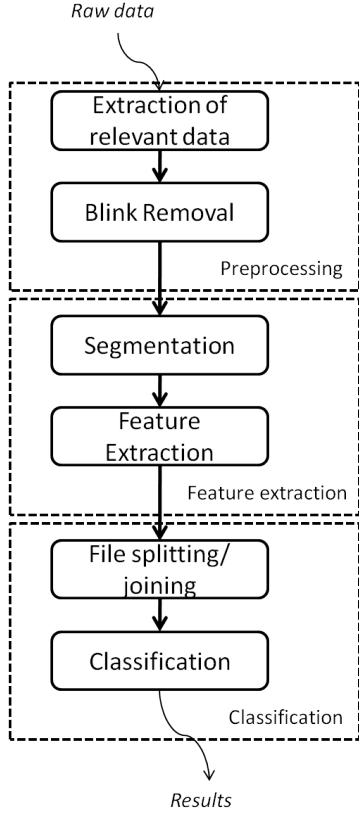 Raw data
Extraction of
relevant data
Blink Removal
Preprocessing
Segmentation
Feature
Extraction
Feature extraction
File splitting/
joining
Classification
Classification
Results